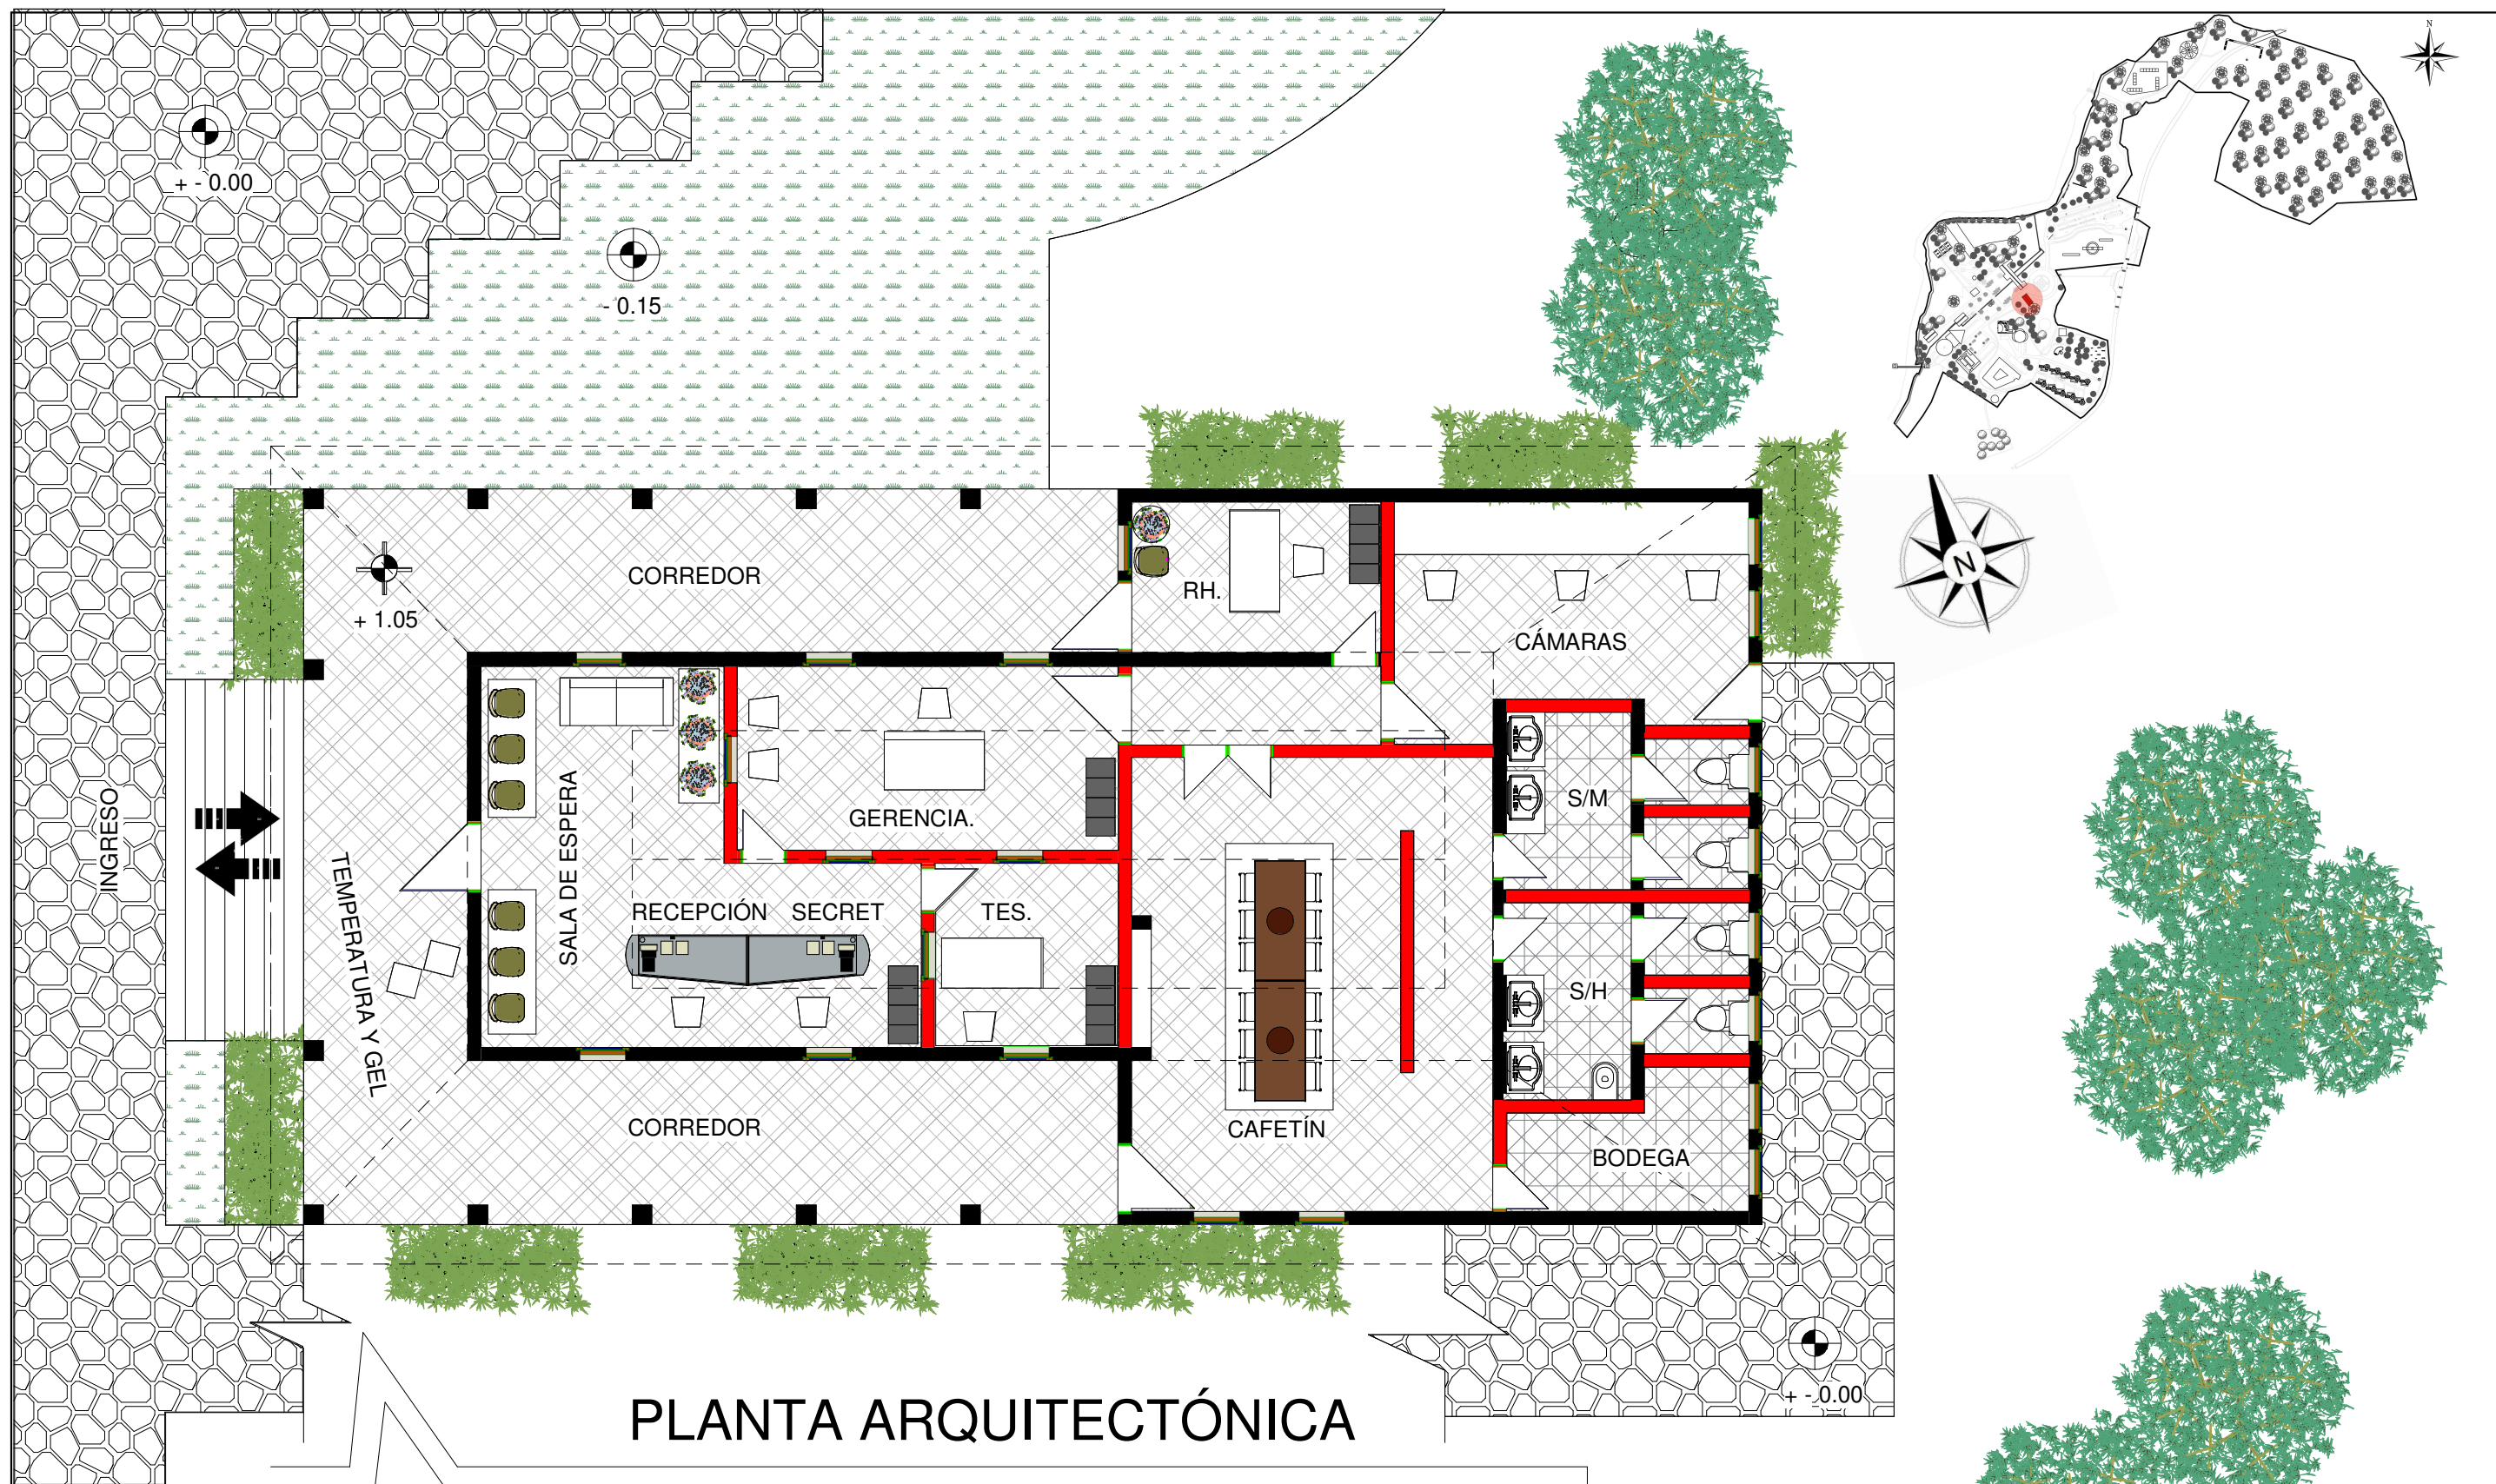 N
+ - 0.00
- 0.15
CORREDOR
RH.
+ 1.05
CÁMARAS
N
INGRESO
TEMPERATURA Y GEL
SALA DE ESPERA
GERENCIA.
S/M
RECEPCIÓN
SECRET
TES.
S/H
CORREDOR
CAFETÍN
BODEGA
+ - 0.00
PLANTA ARQUITECTÓNICA